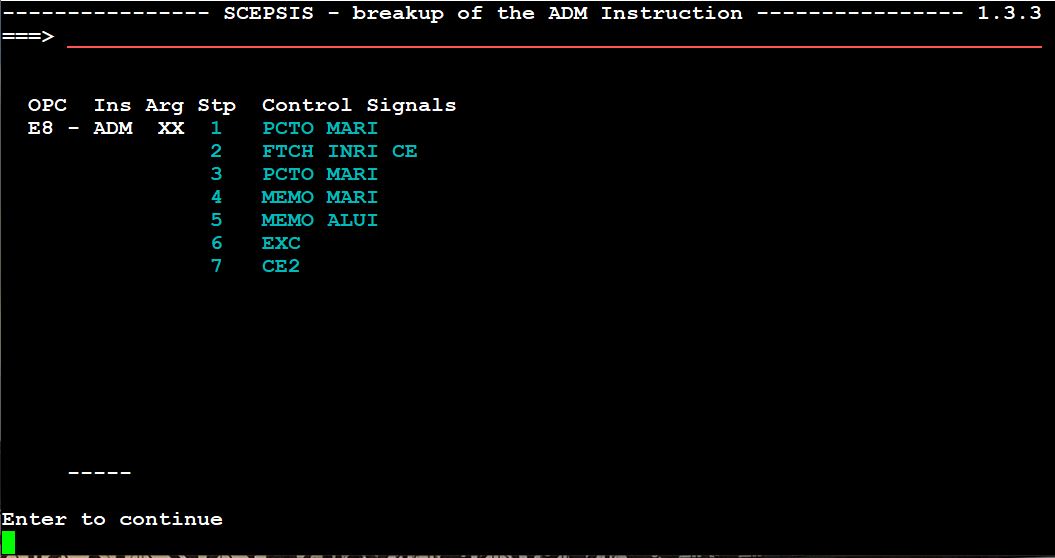 ---------------- SCEPSIS - breakup of the ADM Instruction ---------------- 1.3.3
===>
OPC Ins Arg Stp Control Signals
E8 - ADM XX 1 PCTO MARI
2 FTCH INRI CE
3 PCTO MARI
4 MEMO MARI
5 MEMO ALUI
6 EXC
7 CE2
-----
Enter to continue